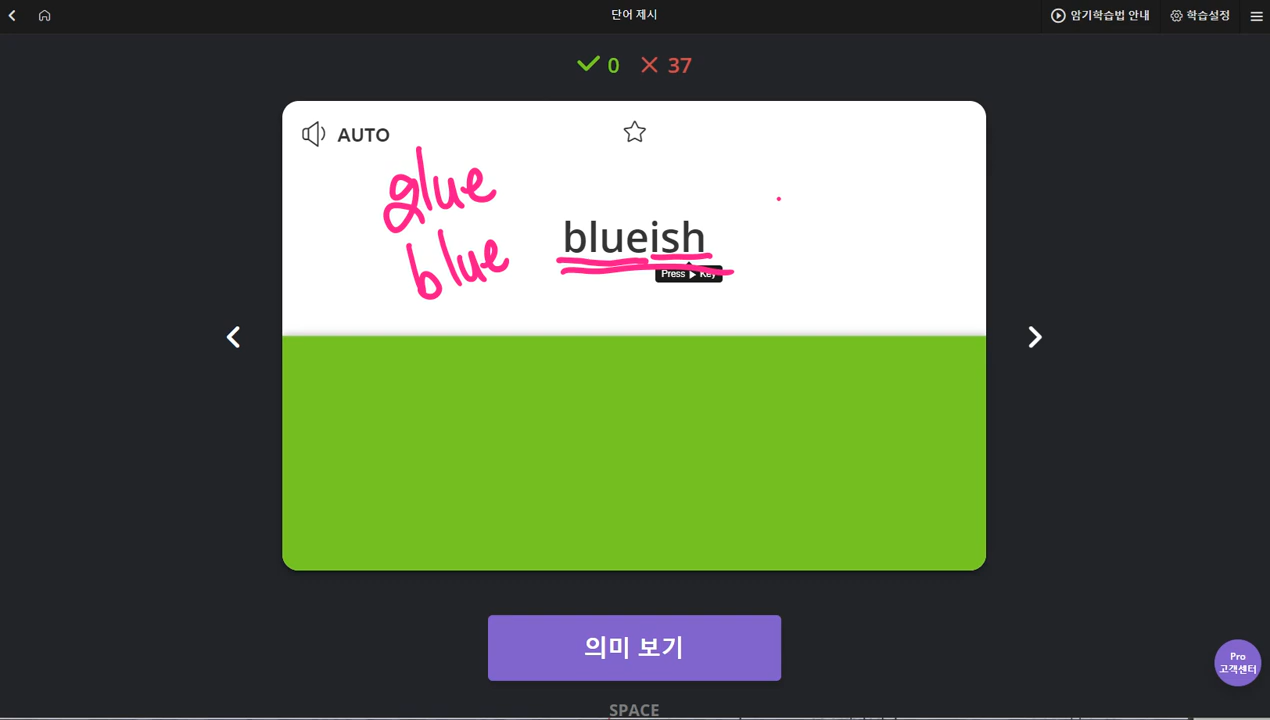 단어 제시
암기학습법 안내
학습설정
0
37
AUTO
glue
blueish
blue
Press ▶ Key
의미 보기
Pro
고객센터
SPACE